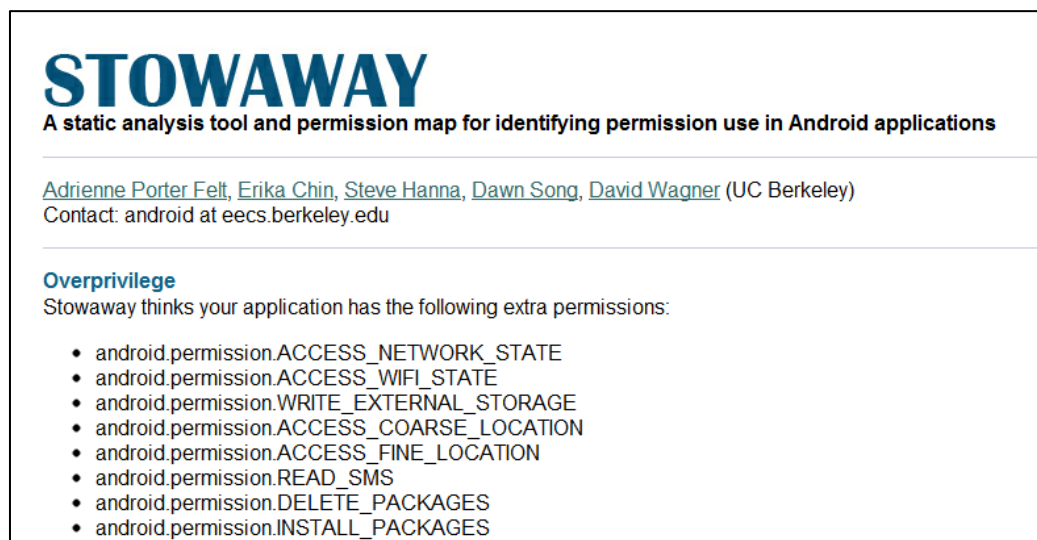 STOWAWAY
A static analysis tool and permission map for identifying permission use in Android applications
Adrienne Porter Felt, Erika Chin, Steve Hanna, Dawn Song, David Wagner (UC Berkeley)
Contact: android at eecs.berkeley.edu
Overprivilege
Stowaway thinks your application has the following extra permissions:
• android.permission.ACCESS_NETWORK_STATE
• android.permission.ACCESS_WIFI_STATE
• android.permission.WRITE_EXTERNAL_STORAGE
• android.permission.ACCESS_COARSE_LOCATION
• android.permission.ACCESS_FINE_LOCATION
• android.permission.READ_SMS
• android.permission.DELETE_PACKAGES
• android.permission.INSTALL_PACKAGES